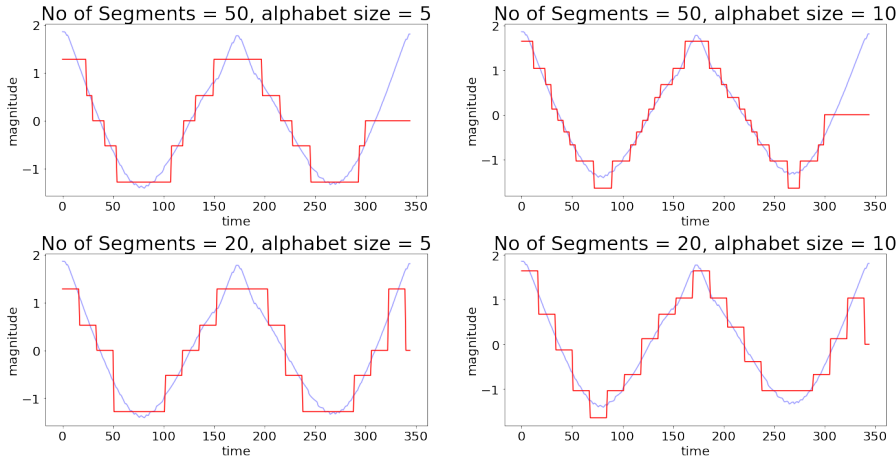 No of Segments = 50, alphabet size = 5
2
1
0
−1
magnitude
0 50 100 150 200 250 300 350
time
No of Segments = 50, alphabet size = 10
2
1
0
−1
magnitude
0 50 100 150 200 250 300 350
time
No of Segments = 20, alphabet size = 5
2
1
0
−1
magnitude
0 50 100 150 200 250 300 350
time
No of Segments = 20, alphabet size = 10
2
1
0
−1
magnitude
0 50 100 150 200 250 300 350
time